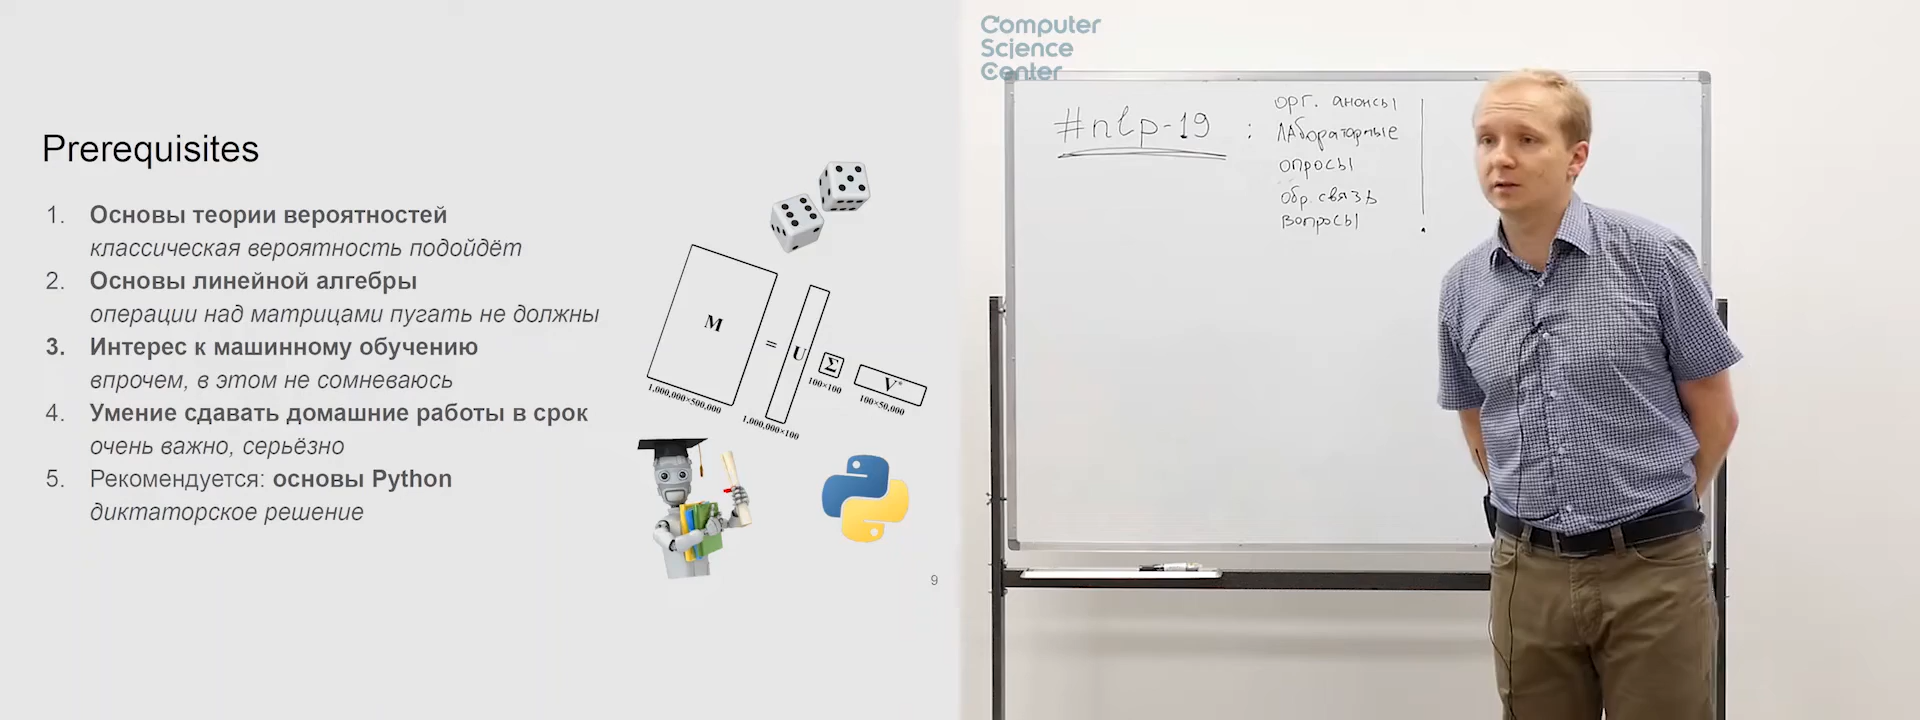 Prerequisites
1. Основы теории вероятностей
классическая вероятность подойдёт
2. Основы линейной алгебры
операции над матрицами пугать не должны
3. Интерес к машинному обучению
впрочем, в этом не сомневаюсь
4. Умение сдавать домашние работы в срок
очень важно, серьёзно
5. Рекомендуется: основы Python
диктаторское решение
M
=
U
Σ
V*
1,000,000×500,000
1,000,000×100
100×100
100×50,000
9
Computer
Science
Center
#nlp-19 : орг. анонсы
лабораторные
опросы
обр. связь
вопросы